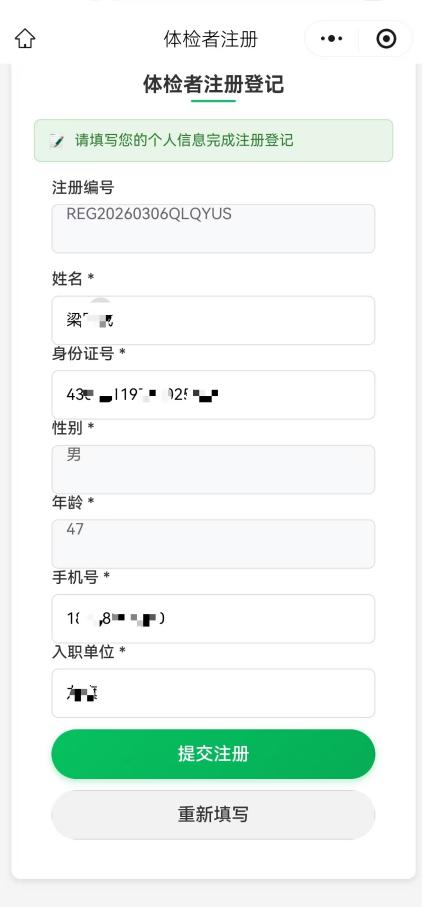 体检者注册
体检者注册登记
请填写您的个人信息完成注册登记
注册编号
REG20260306QLQYUS
姓名 *
梁
身份证号 *
性别 *
男
年龄 *
47
手机号 *
入职单位 *
提交注册
重新填写